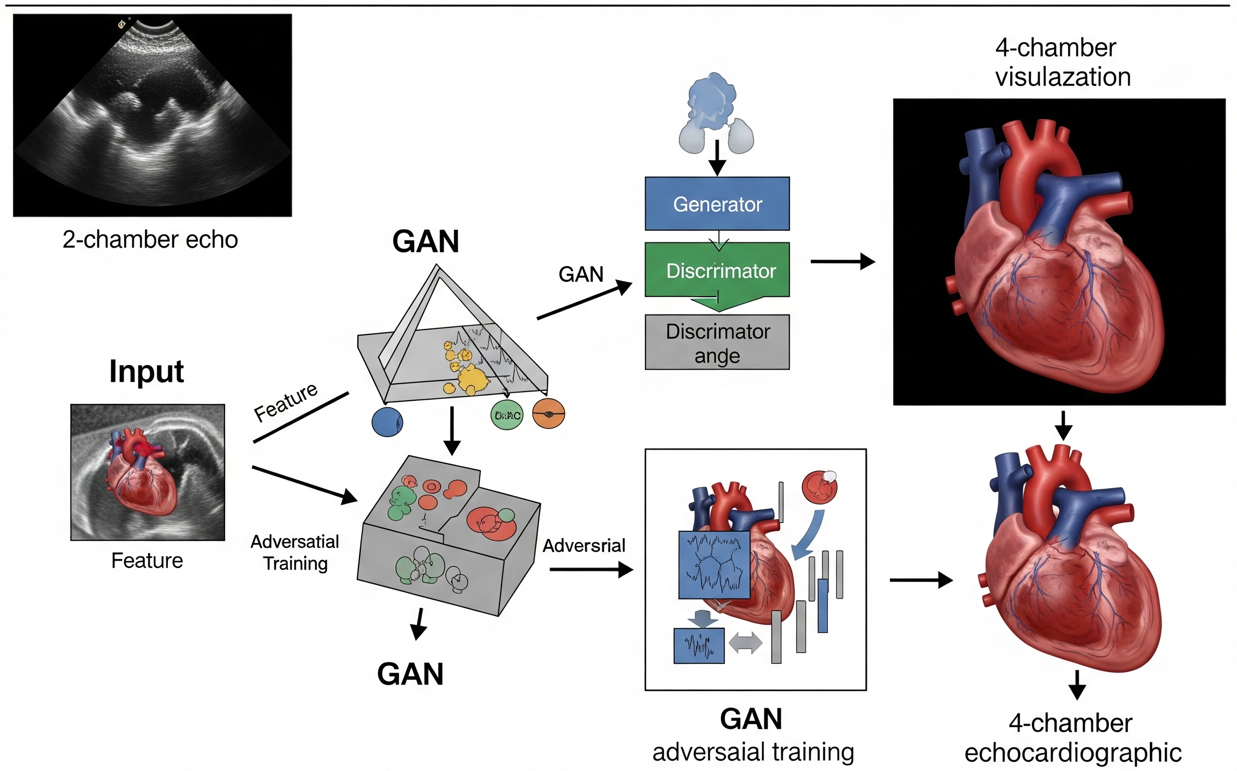 4-chamber
visulazation
2-chamber echo
GAN
GAN
Generator
Discrrimator
Discrimator
ange
Input
Feature
Feature
Adversatial
Training
Adversrial
GAN
GAN
adversaial training
4-chamber
echocardiographic